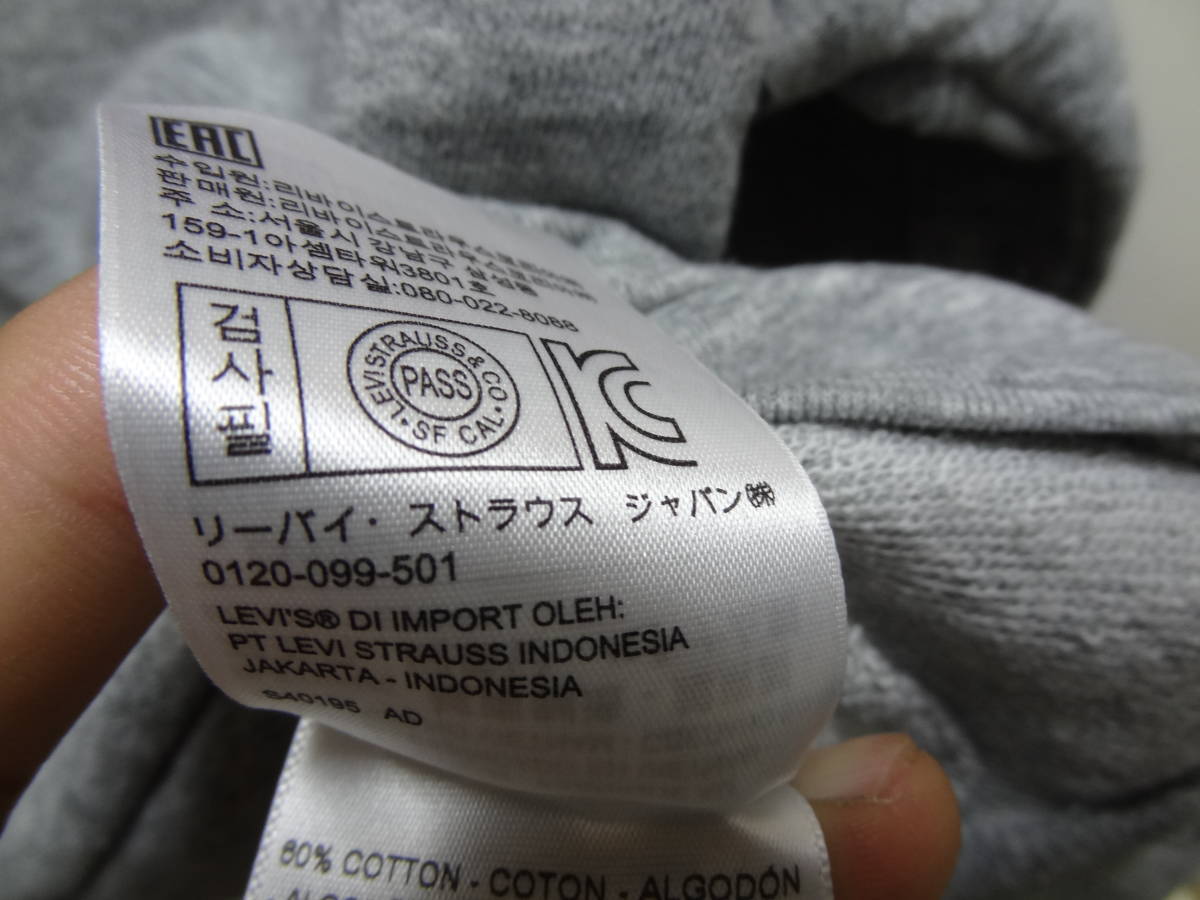 EAC
수입원:리바이스트라우스코리아㈜
판매원:리바이스트라우스코리아㈜
주 소:서울시 강남구 삼성동
159-1아셈타워3801호
소비자상담실:080-022-8088
검사필
LEVI STRAUSS & CO
PASS
SF CAL
リーバイ・ストラウス ジャパン㈱
0120-099-501
LEVI'S® DI IMPORT OLEH:
PT LEVI STRAUSS INDONESIA
JAKARTA - INDONESIA
S40195 AD
60% COTTON - COTON - ALGODÓN